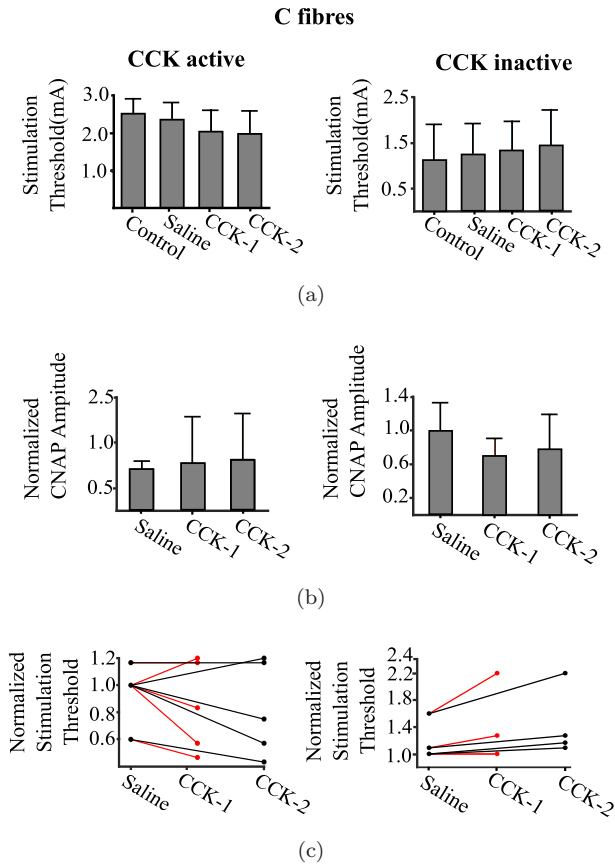 C fibres
CCK active
CCK inactive
Stimulation
Threshold(mA)
3.0
2.0
1.0
Control
Saline
CCK-1
CCK-2
Stimulation
Threshold(mA)
2.5
1.5
0.5
Control
Saline
CCK-1
CCK-2
(a)
Normalized
CNAP Ampitude
2.5
1.0
0.5
Saline
CCK-1
CCK-2
Normalized
CNAP Amplitude
1.4
1.0
0.6
0.2
Saline
CCK-1
CCK-2
(b)
Normalized
Stimulation
Threshold
1.2
1.0
0.8
0.6
Saline
CCK-1
CCK-2
Normalized
Stimulation
Threshold
2.4
2.2
1.8
1.4
1.0
Saline
CCK-1
CCK-2
(c)